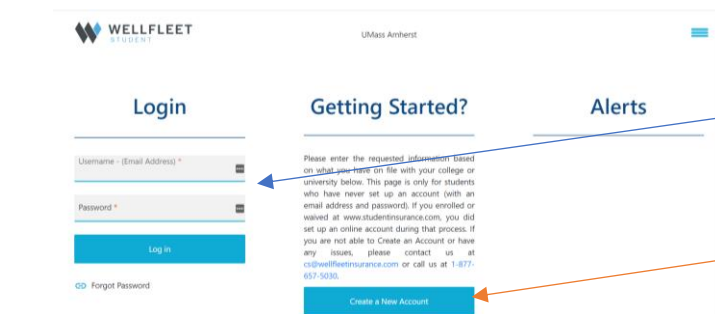 WELLFLEET
STUDENT
UMass Amherst
Login
Username - (Email Address) *
Password *
Log in
Forgot Password
Getting Started?
Please enter the requested information based
on what you have on file with your college or
university below. This page is only for students
who have never set up an account (with an
email address and password). If you enrolled or
waived at www.studentinsurance.com, you did
set up an online account during that process. If
you are not able to Create an Account or have
any issues, please contact us at
cs@wellfleetinsurance.com or call us at 1-877-
657-5030.
Create a New Account
Alerts